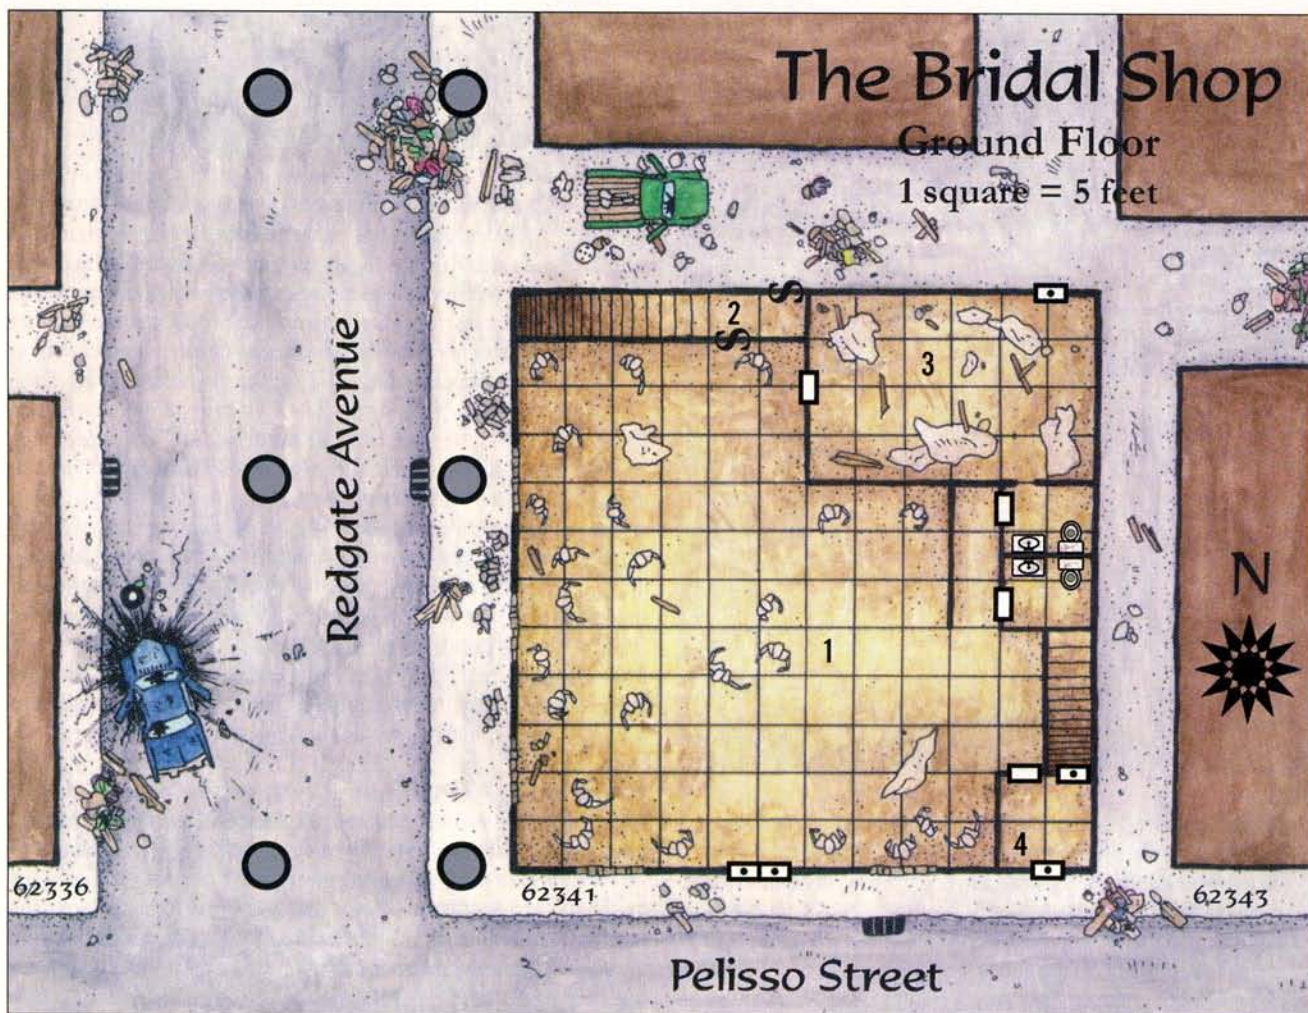 The Bridal Shop
Ground Floor
1 square = 5 feet
S
2
S
3
Redgate Avenue
N
1
4
62336
62341
62343
Pelisso Street